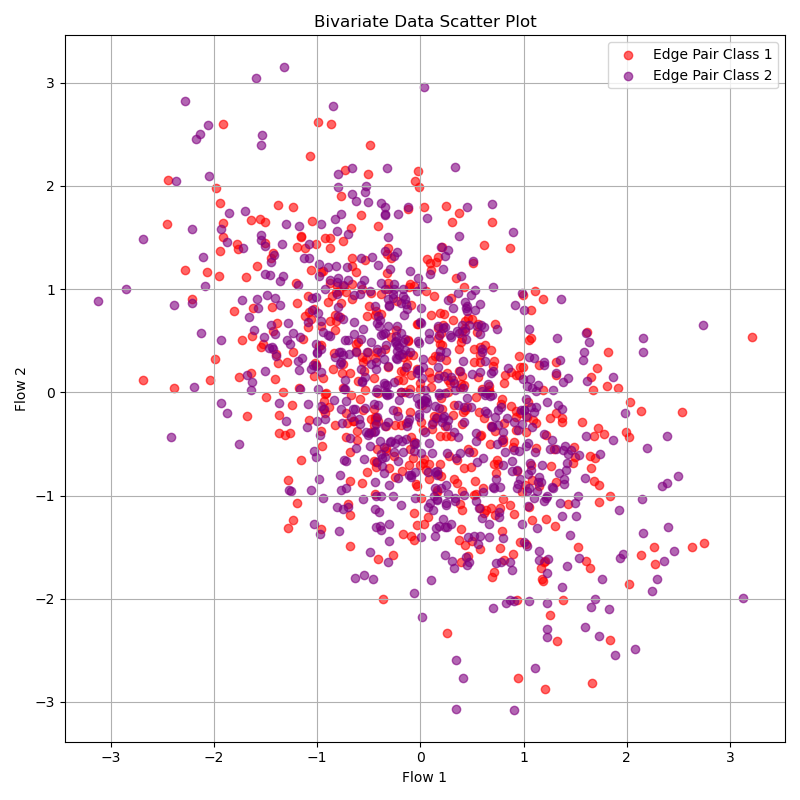 Bivariate Data Scatter Plot
Edge Pair Class 1
Edge Pair Class 2
3
2
1
0
−1
−2
−3
Flow 2
−3
−2
−1
0
1
2
3
Flow 1